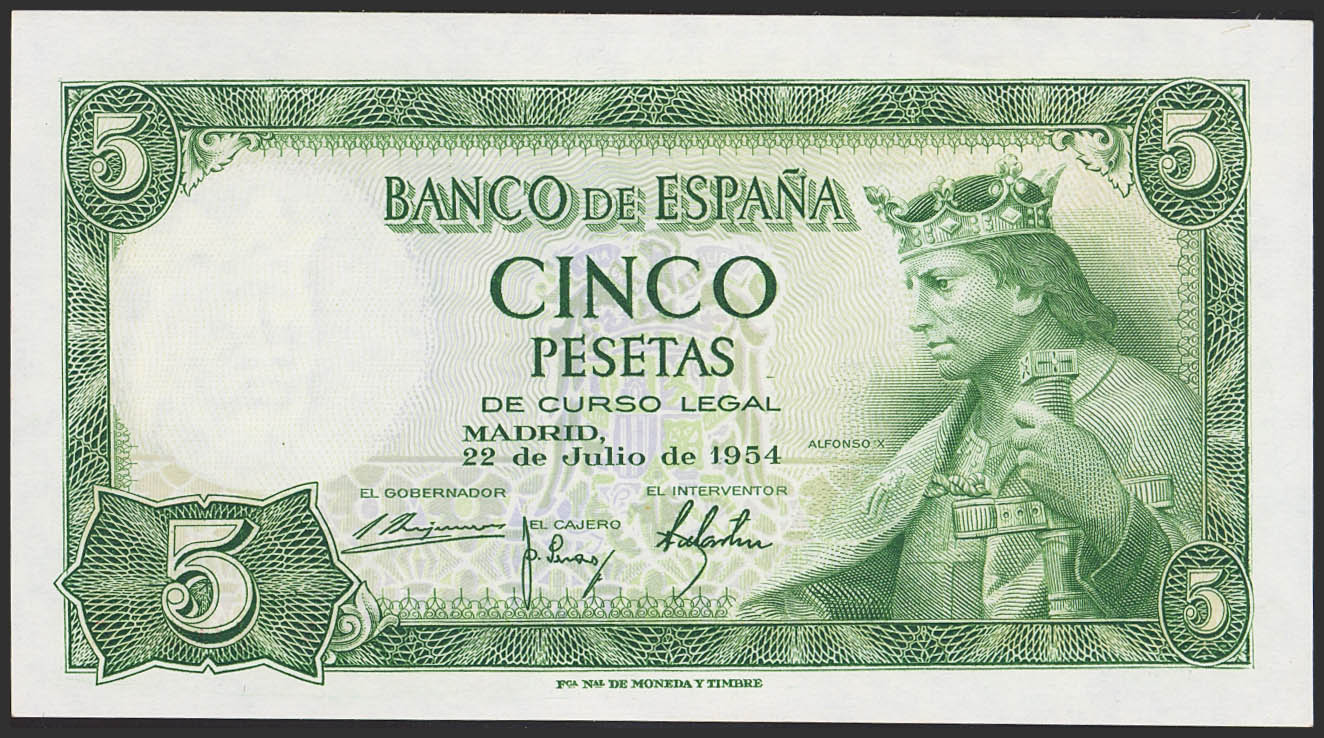 5
5
BANCO DE ESPAÑA
CINCO
PESETAS
DE CURSO LEGAL
MADRID,
22 de Julio de 1954
ALFONSO X
EL GOBERNADOR
EL INTERVENTOR
EL CAJERO
5
5
FCA NAL DE MONEDA Y TIMBRE